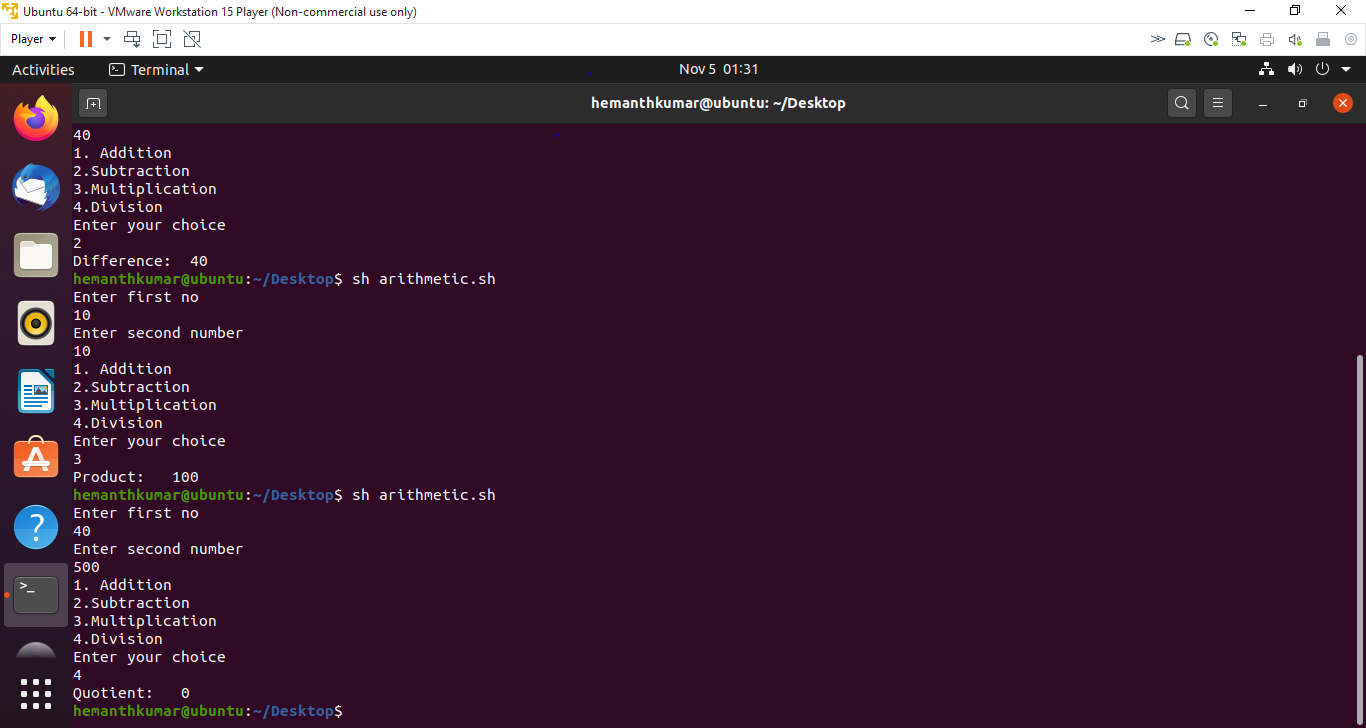 Ubuntu 64-bit - VMware Workstation 15 Player (Non-commercial use only)
Player
Activities Terminal Nov 5 01:31
hemanthkumar@ubuntu: ~/Desktop
40
1. Addition
2.Subtraction
3.Multiplication
4.Division
Enter your choice
2
Difference:  40
hemanthkumar@ubuntu:~/Desktop$ sh arithmetic.sh
Enter first no
10
Enter second number
10
1. Addition
2.Subtraction
3.Multiplication
4.Division
Enter your choice
3
Product:   100
hemanthkumar@ubuntu:~/Desktop$ sh arithmetic.sh
Enter first no
40
Enter second number
500
1. Addition
2.Subtraction
3.Multiplication
4.Division
Enter your choice
4
Quotient:   0
hemanthkumar@ubuntu:~/Desktop$